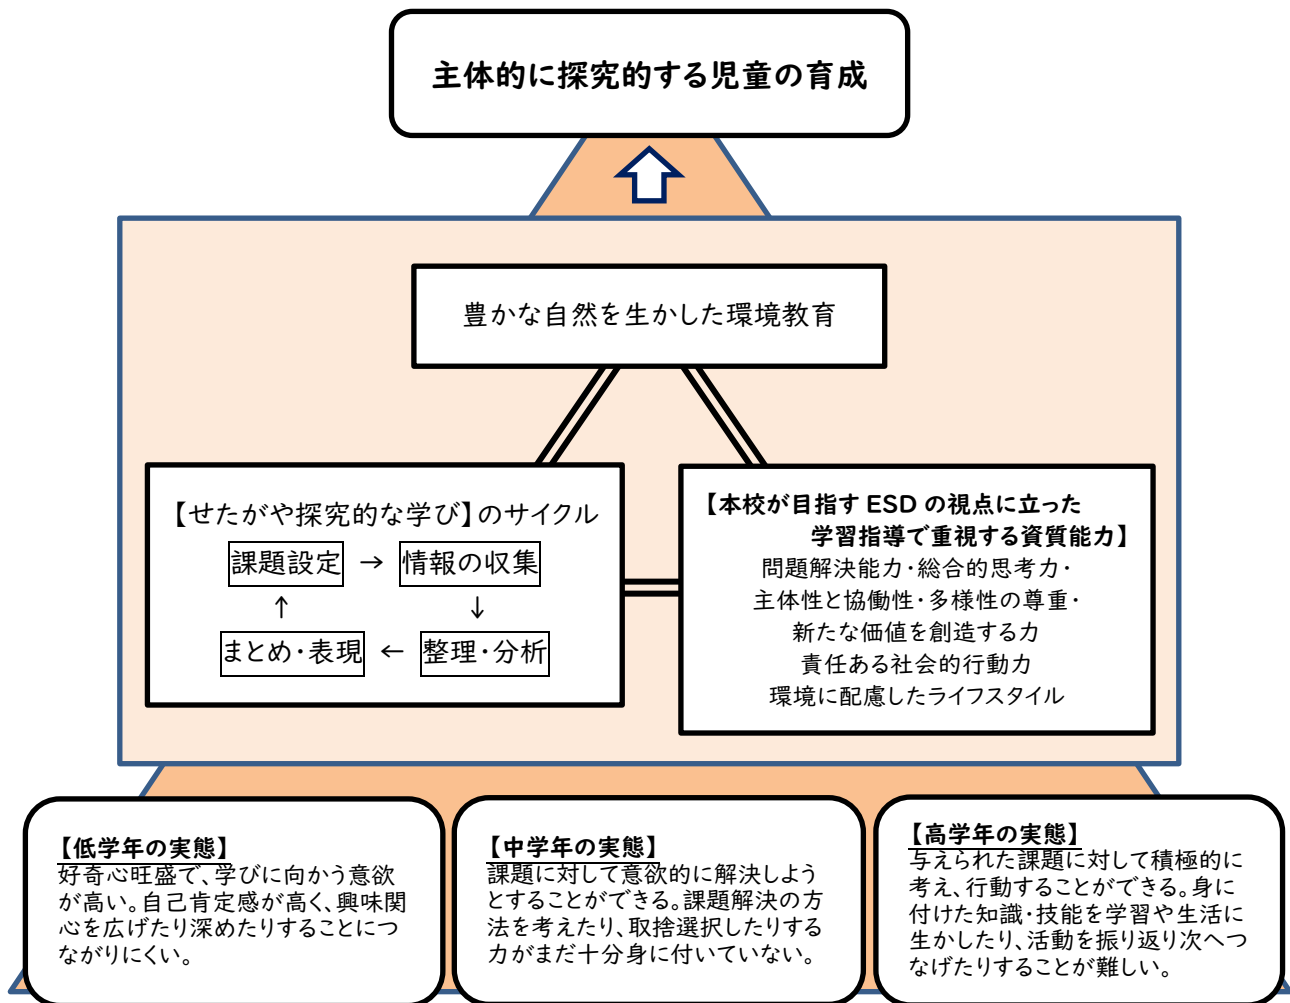 主体的に探究的する児童の育成
豊かな自然を生かした環境教育
【せたがや探究的な学び】のサイクル
課題設定 → 情報の収集
↑ ↓
まとめ・表現 ← 整理・分析
【本校が目指す ESD の視点に立った
学習指導で重視する資質能力】
問題解決能力・総合的思考力・
主体性と協働性・多様性の尊重・
新たな価値を創造する力
責任ある社会的行動力
環境に配慮したライフスタイル
【低学年の実態】
好奇心旺盛で、学びに向かう意欲
が高い。自己肯定感が高く、興味関
心を広げたり深めたりすることにつ
ながりにくい。
【中学年の実態】
課題に対して意欲的に解決しよう
とすることができる。課題解決の方
法を考えたり、取捨選択したりする
力がまだ十分身に付いていない。
【高学年の実態】
与えられた課題に対して積極的に
考え、行動することができる。身に
付けた知識・技能を学習や生活に
生かしたり、活動を振り返り次へつ
なげたりすることが難しい。